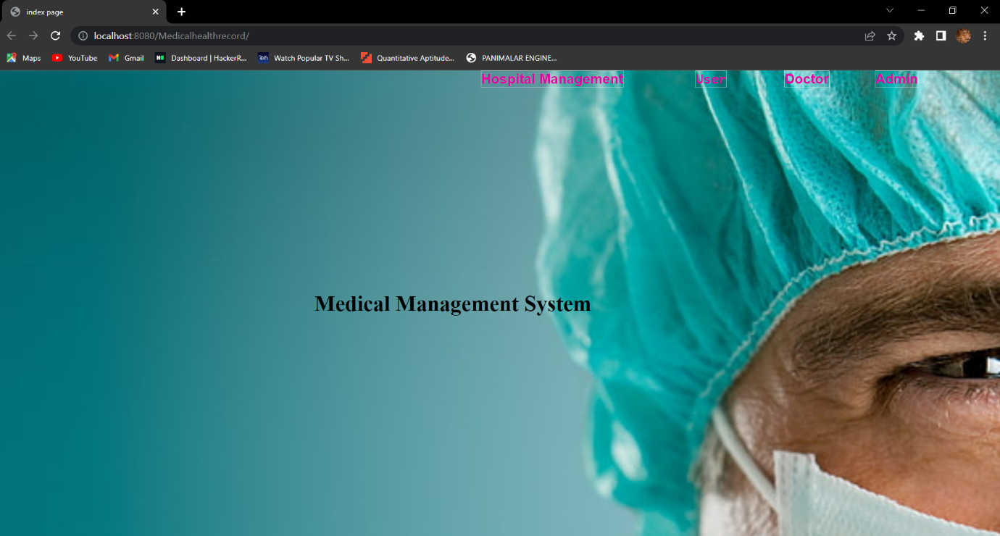 index page
localhost:8080/Medicalhealthrecord/
Maps YouTube Gmail Dashboard | HackerR... Watch Popular TV Sh... Quantitative Aptitude... PANIMALAR ENGINE...
Hospital Management User Doctor Admin
Medical Management System